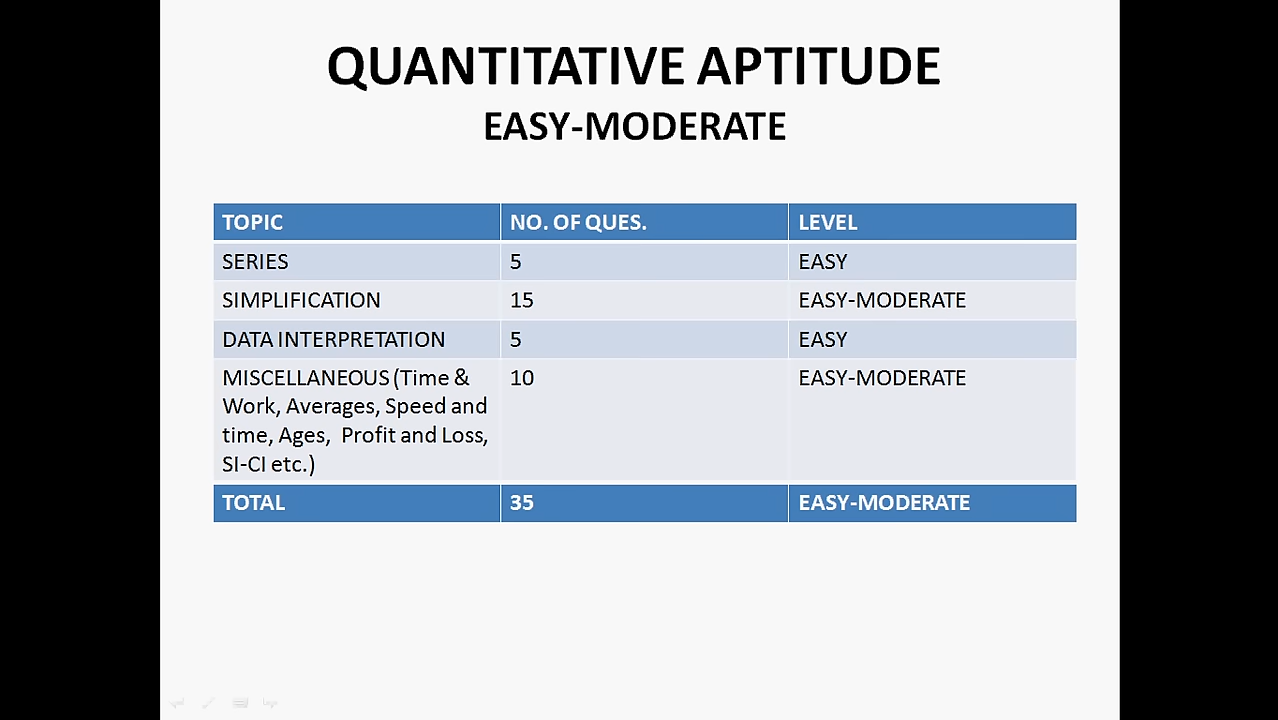 QUANTITATIVE APTITUDE
EASY-MODERATE
TOPIC NO. OF QUES. LEVEL
SERIES 5 EASY
SIMPLIFICATION 15 EASY-MODERATE
DATA INTERPRETATION 5 EASY
MISCELLANEOUS (Time & 10 EASY-MODERATE
Work, Averages, Speed and
time, Ages, Profit and Loss,
SI-CI etc.)
TOTAL 35 EASY-MODERATE